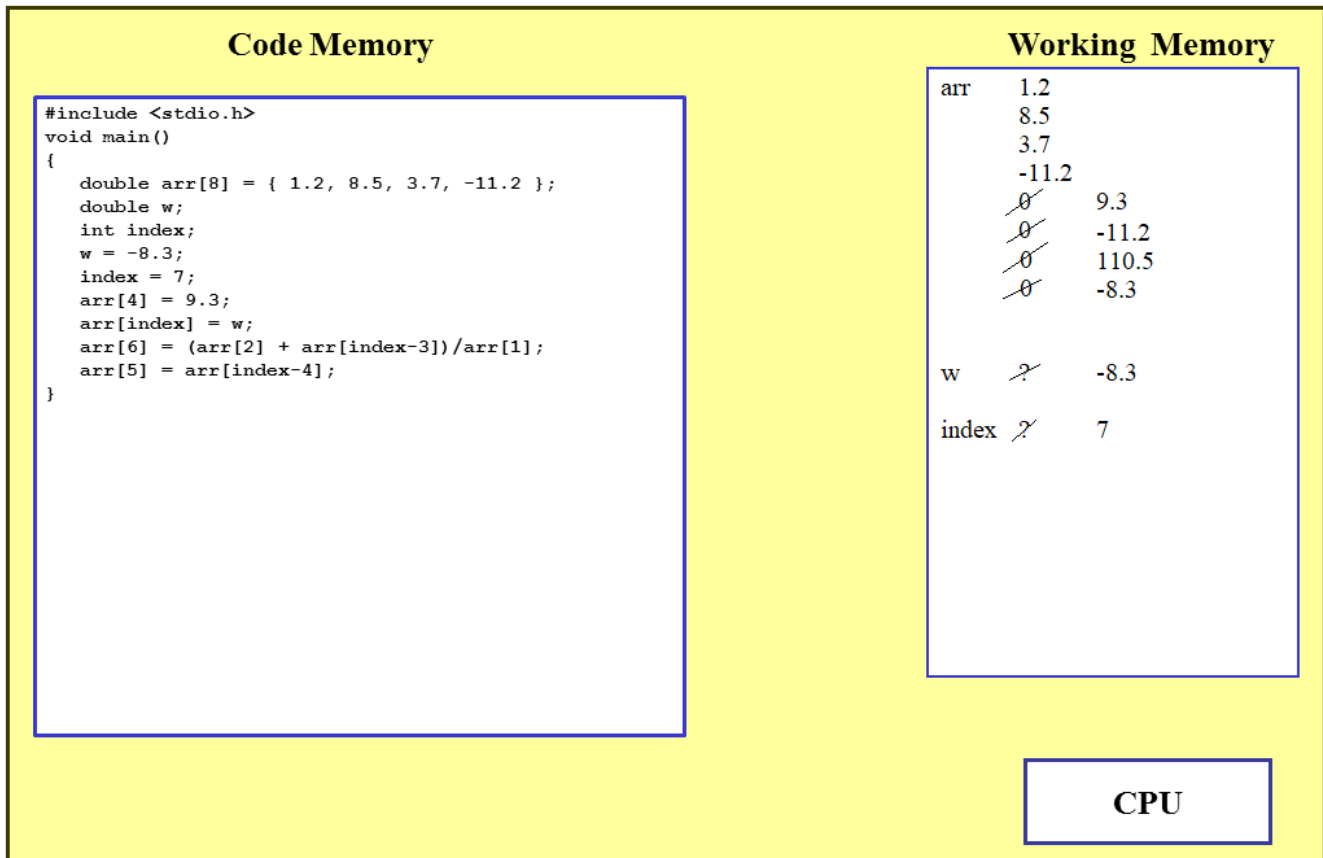 Code Memory
Working Memory
#include <stdio.h>
void main()
{
   double arr[8] = { 1.2, 8.5, 3.7, -11.2 };
   double w;
   int index;
   w = -8.3;
   index = 7;
   arr[4] = 9.3;
   arr[index] = w;
   arr[6] = (arr[2] + arr[index-3])/arr[1];
   arr[5] = arr[index-4];
}
arr 1.2
8.5
3.7
-11.2
0 9.3
0 -11.2
0 110.5
0 -8.3
w ? -8.3
index ? 7
CPU